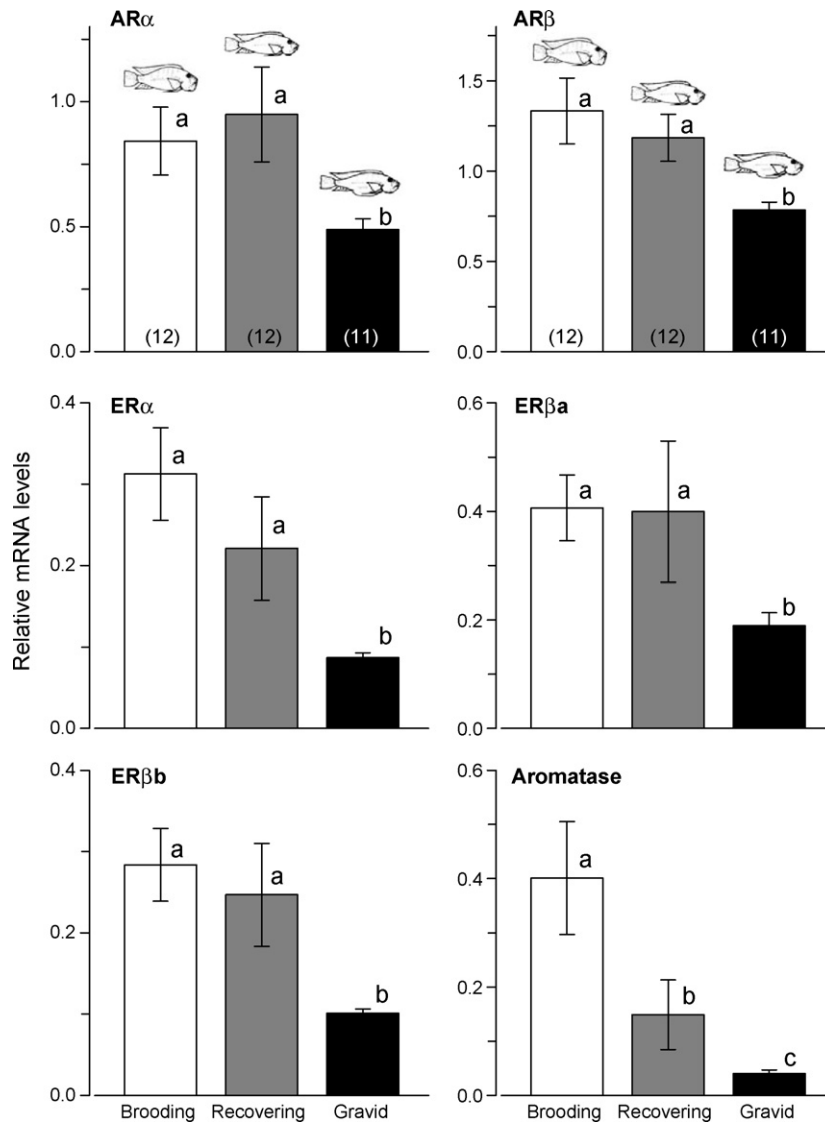 ARα
1.0
0.5
0.0
a
a
b
(12)
(12)
(11)
ARβ
1.5
1.0
1.5
0.0
a
a
b
(12)
(12)
(11)
Relative mRNA levels
ERα
0.4
0.2
0.0
a
a
b
ERβa
0.6
0.4
0.2
0.0
a
a
b
ERβb
0.4
0.2
0.0
a
a
b
Brooding Recovering Gravid
Aromatase
0.6
0.4
0.2
0.0
a
b
c
Brooding Recovering Gravid